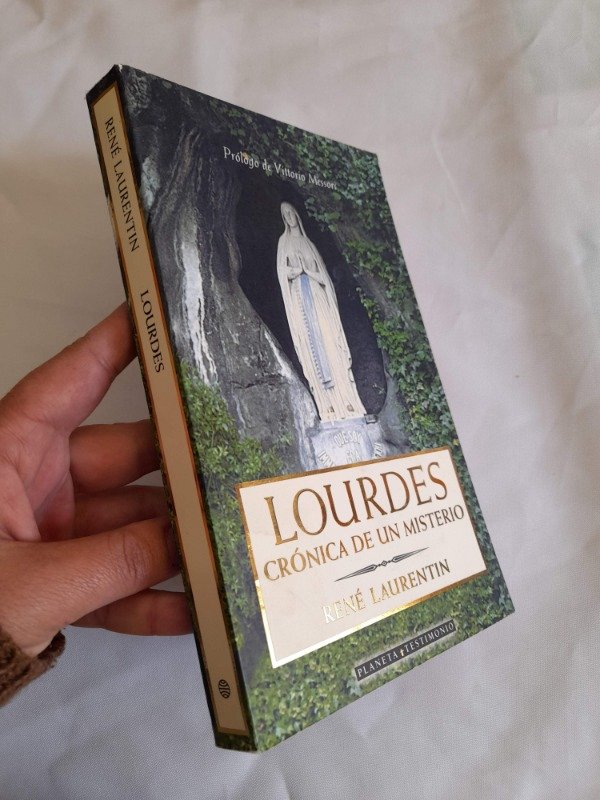 RENÉ LAURENTIN LOURDES
Prólogo de Vittorio Messori
LOURDES
CRÓNICA DE UN MISTERIO
RENÉ LAURENTIN
PLANETA TESTIMONIO